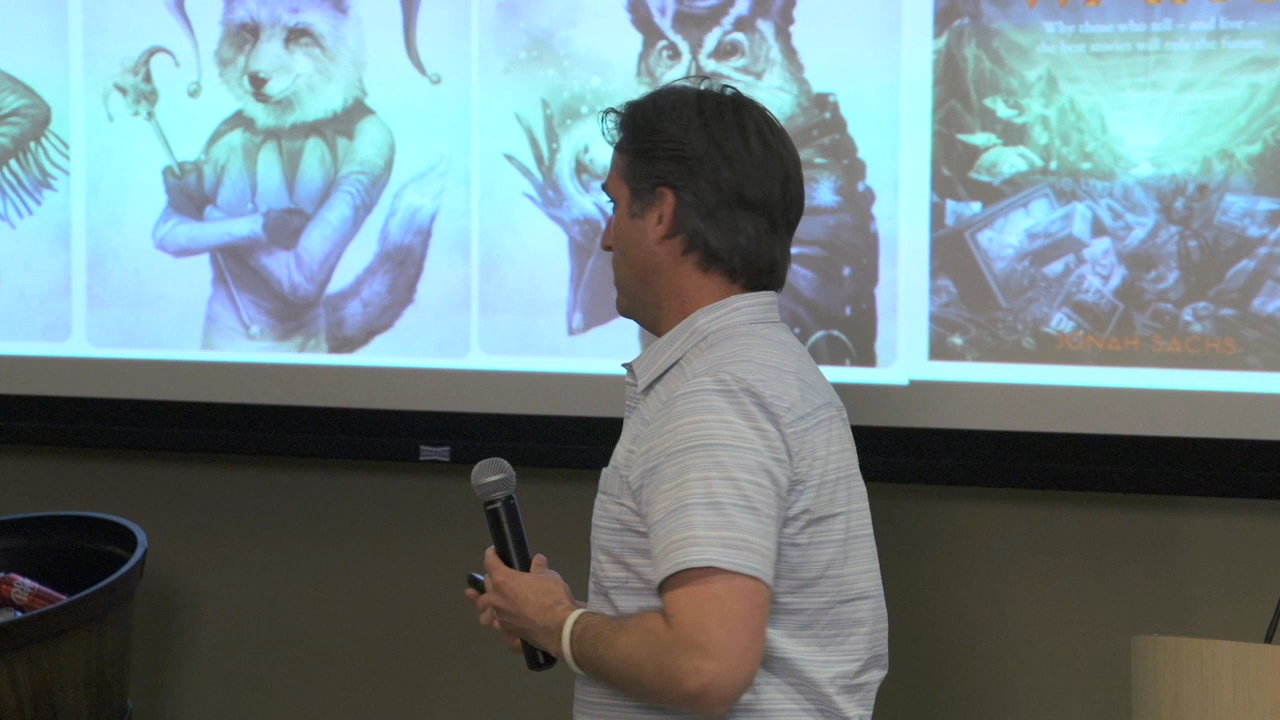 Why those who tell – and live –
the best stories will rule the future
JONAH SACHS